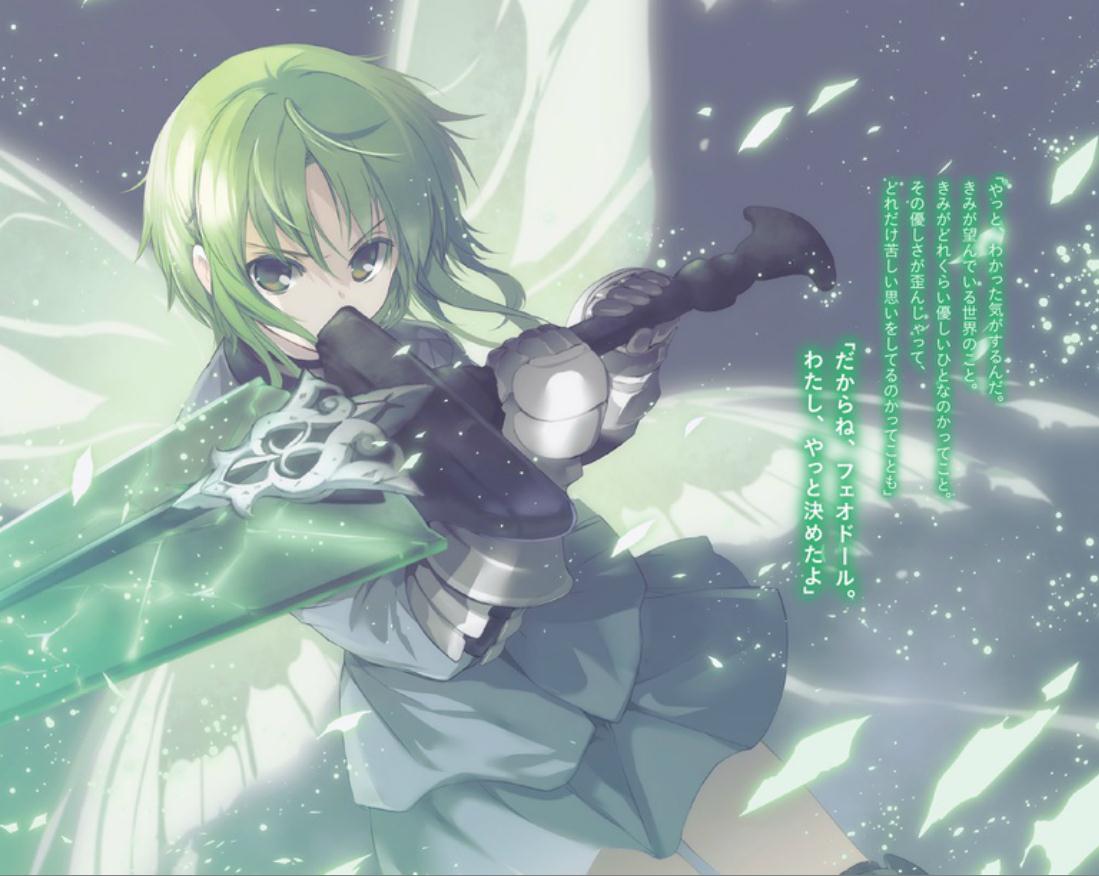 『やっと、わかった気がするんだ。
きみが望んでいる世界のこと。
きみがどれくらい優しいひとなのかってこと。
その優しさが歪んじゃって、
どれだけ苦しい思いをしてるのかってことも』
「だからね、フェオドール。
わたし、やっと決めたよ」